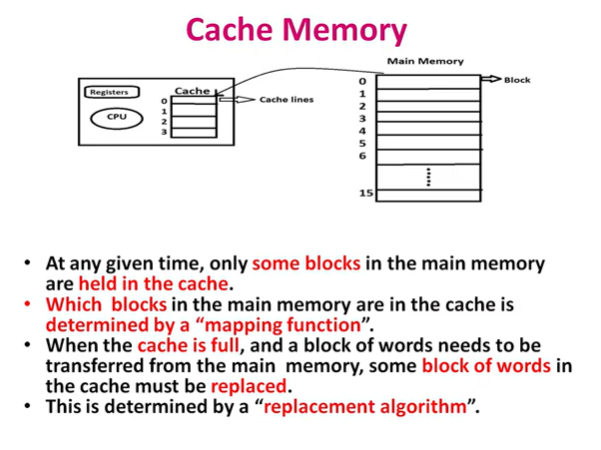 Cache Memory
Main Memory
Registers
CPU
Cache
0
1
2
3
Cache lines
0
1
2
3
4
5
6
15
Block
• At any given time, only some blocks in the main memory
are held in the cache.
• Which blocks in the main memory are in the cache is
determined by a “mapping function”.
• When the cache is full, and a block of words needs to be
transferred from the main memory, some block of words in
the cache must be replaced.
• This is determined by a “replacement algorithm”.